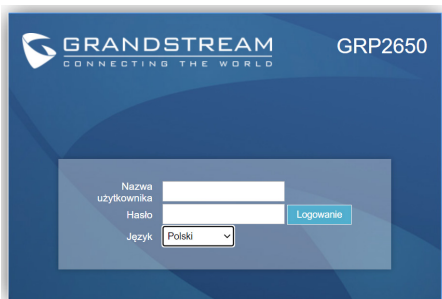 GRANDSTREAM
CONNECTING THE WORLD
GRP2650
Nazwa
użytkownika
Hasło
Logowanie
Język
Polski